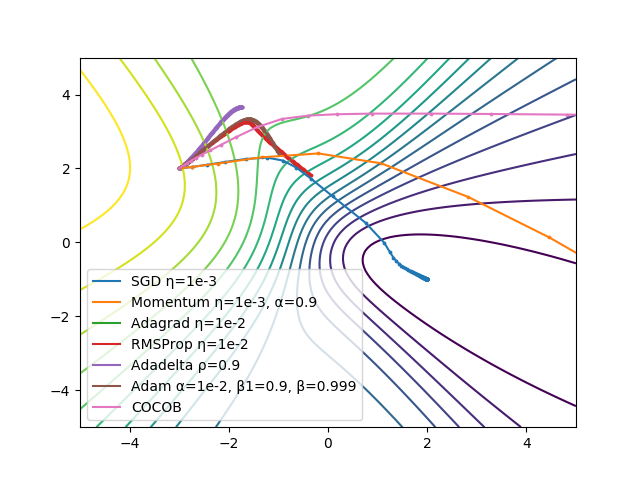 4
2
0
−2
−4
−4
−2
0
2
4
SGD η=1e-3
Momentum η=1e-3, α=0.9
Adagrad η=1e-2
RMSProp η=1e-2
Adadelta ρ=0.9
Adam α=1e-2, β1=0.9, β=0.999
COCOB